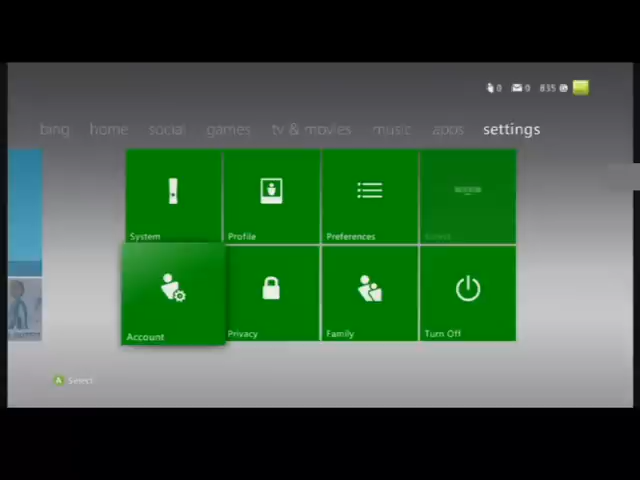 0 0 835 G
bing home social games tv & movies music apps settings
System Profile Preferences
Account Privacy Family Turn Off
A Select